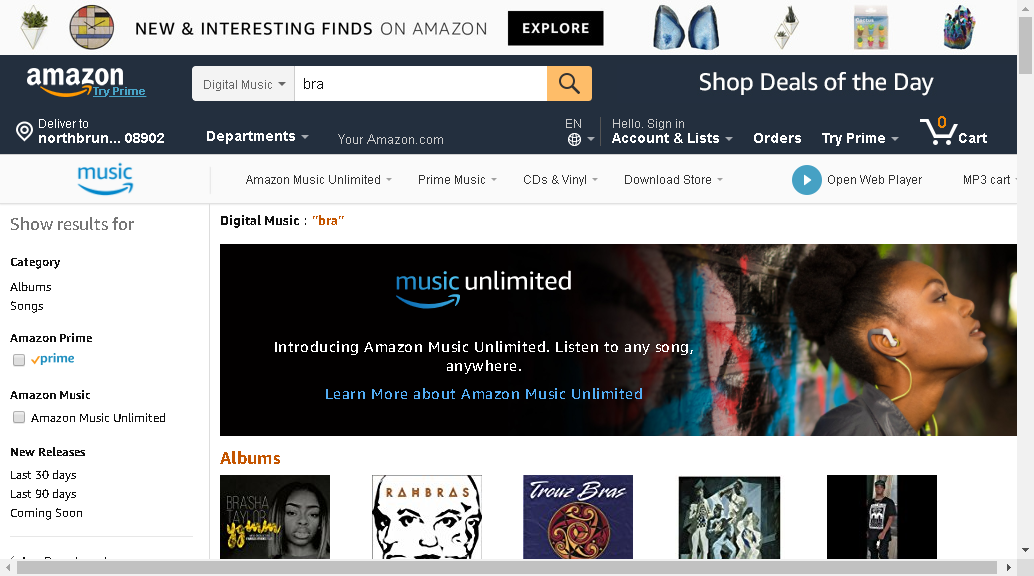 NEW & INTERESTING FINDS ON AMAZON EXPLORE
amazon
Try Prime
Digital Music
bra
Shop Deals of the Day
Deliver to
northbrun... 08902
Departments
Your Amazon.com
EN
Hello. Sign in
Account & Lists
Orders
Try Prime
0
Cart
music
Amazon Music Unlimited
Prime Music
CDs & Vinyl
Download Store
Open Web Player
MP3 cart
Show results for
Category
Albums
Songs
Amazon Prime
prime
Amazon Music
Amazon Music Unlimited
New Releases
Last 30 days
Last 90 days
Coming Soon
Digital Music : "bra"
music unlimited
Introducing Amazon Music Unlimited. Listen to any song,
anywhere.
Learn More about Amazon Music Unlimited
Albums
BRA'SHA
TAYLOR
RAHBRAS
Trouz Bras